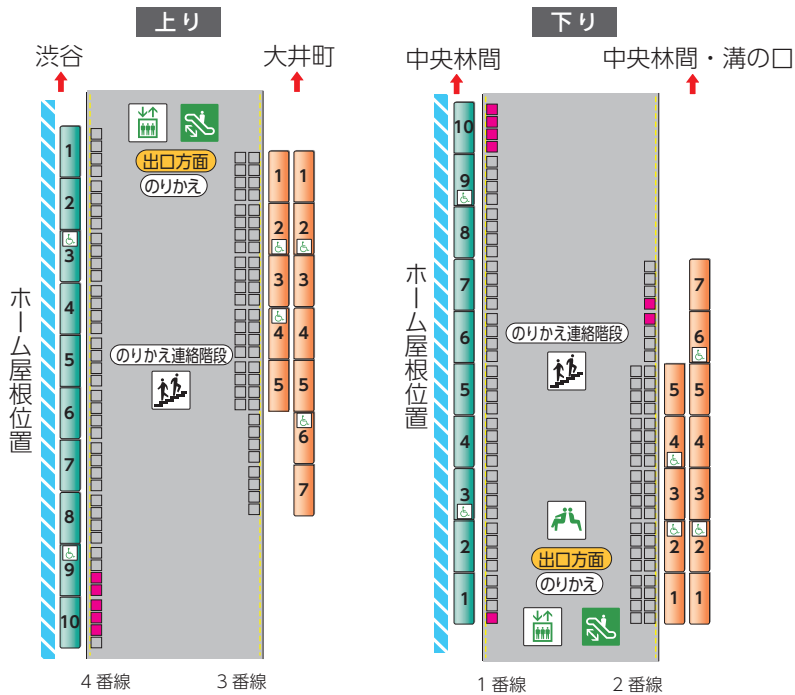 上り
渋谷
大井町
出口方面
のりかえ
ホーム屋根位置
のりかえ連絡階段
1
2
3
4
5
6
7
8
9
10
1
2
3
4
5
1
2
3
4
5
6
7
4番線
3番線
下り
中央林間
中央林間・溝の口
ホーム屋根位置
10
9
8
7
6
5
4
3
2
1
のりかえ連絡階段
出口方面
のりかえ
5
4
3
2
1
7
6
5
4
3
2
1
1番線
2番線